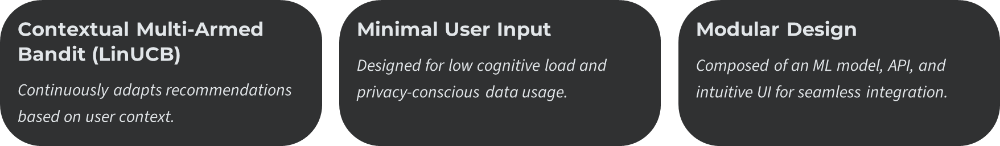 Contextual Multi-Armed
Bandit (LinUCB)
Continuously adapts recommendations
based on user context.
Minimal User Input
Designed for low cognitive load and
privacy-conscious data usage.
Modular Design
Composed of an ML model, API, and
intuitive UI for seamless integration.